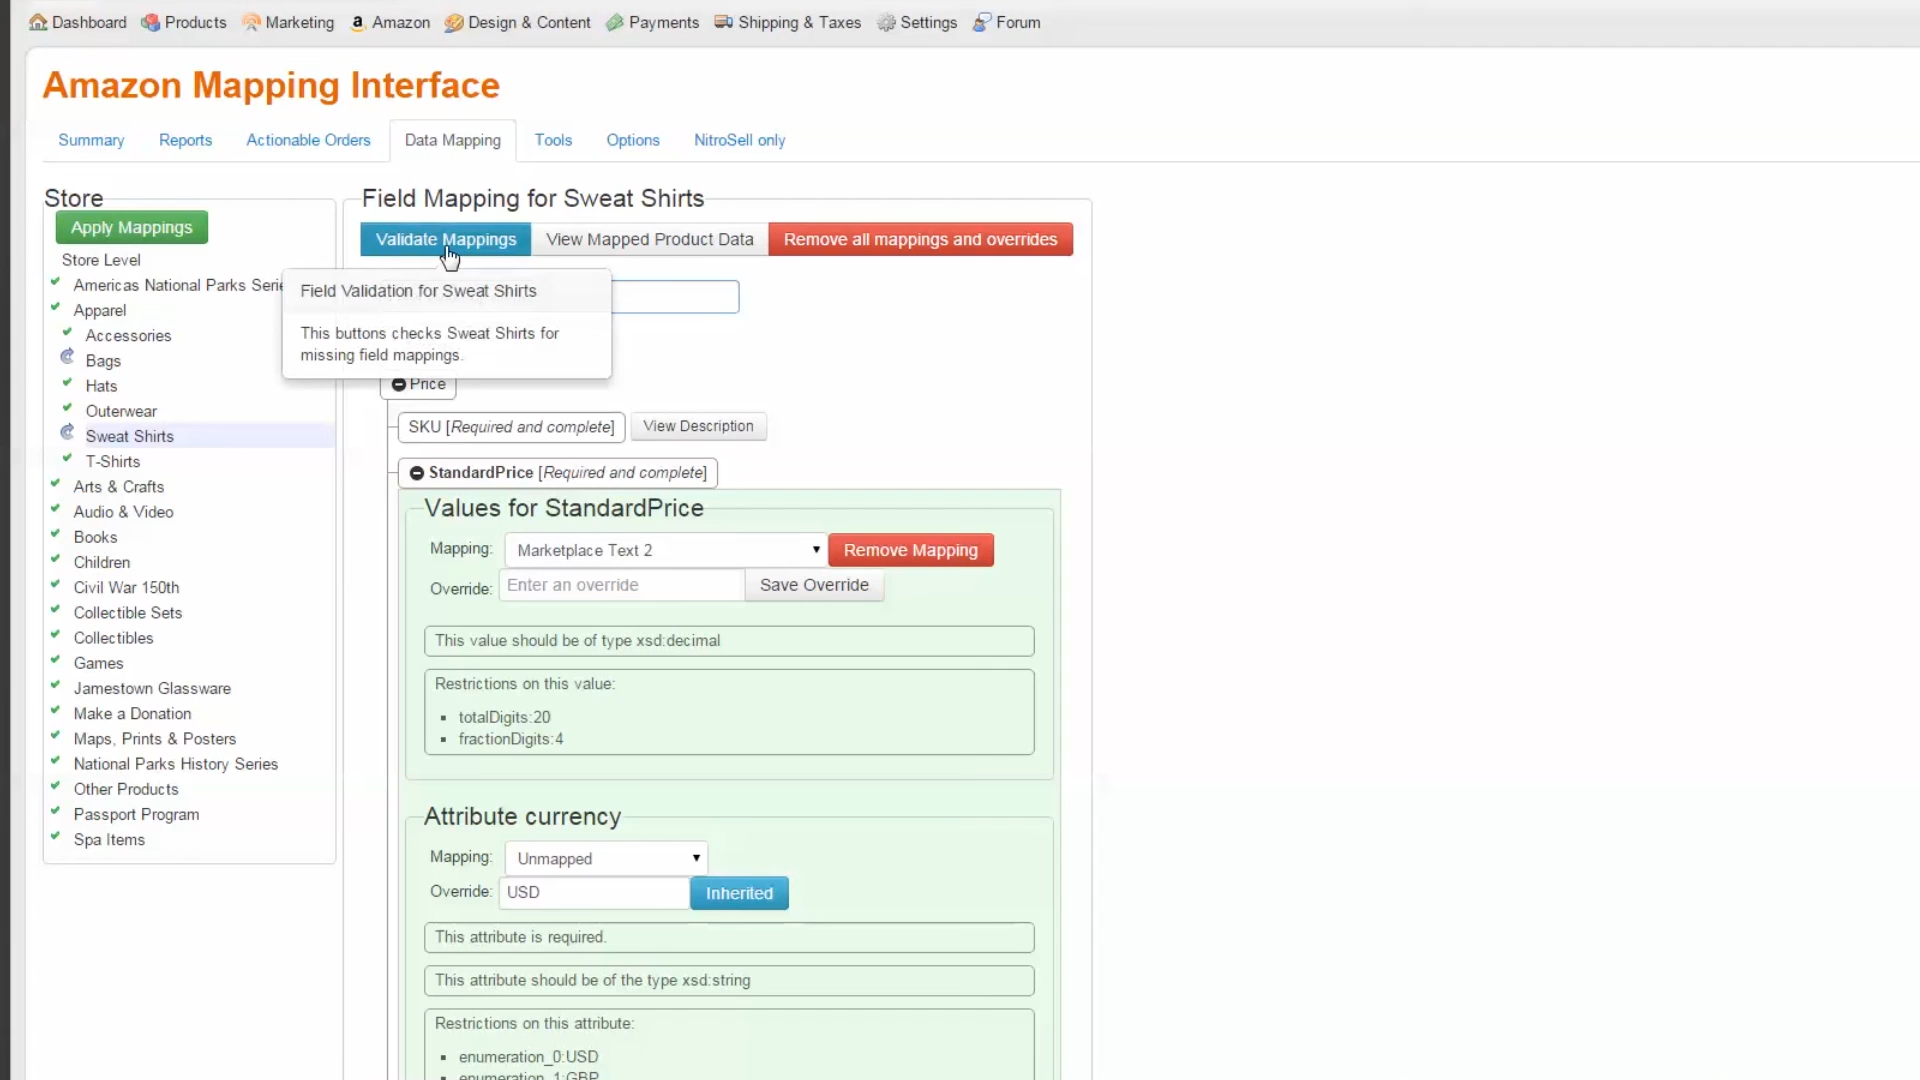 Dashboard Products Marketing Amazon Design & Content Payments Shipping & Taxes Settings Forum
Amazon Mapping Interface
Summary Reports Actionable Orders Data Mapping Tools Options NitroSell only
Store
Apply Mappings
Store Level
Americas National Parks Serie
Apparel
Accessories
Bags
Hats
Outerwear
Sweat Shirts
T-Shirts
Arts & Crafts
Audio & Video
Books
Children
Civil War 150th
Collectible Sets
Collectibles
Games
Jamestown Glassware
Make a Donation
Maps, Prints & Posters
National Parks History Series
Other Products
Passport Program
Spa Items
Field Mapping for Sweat Shirts
Validate Mappings View Mapped Product Data Remove all mappings and overrides
Field Validation for Sweat Shirts
This buttons checks Sweat Shirts for
missing field mappings.
Price
SKU [Required and complete] View Description
StandardPrice [Required and complete]
Values for StandardPrice
Mapping: Marketplace Text 2 Remove Mapping
Override: Enter an override Save Override
This value should be of type xsd:decimal
Restrictions on this value:
totalDigits:20
fractionDigits:4
Attribute currency
Mapping: Unmapped
Override: USD Inherited
This attribute is required.
This attribute should be of the type xsd:string
Restrictions on this attribute:
enumeration_0:USD
enumeration_1:GBP